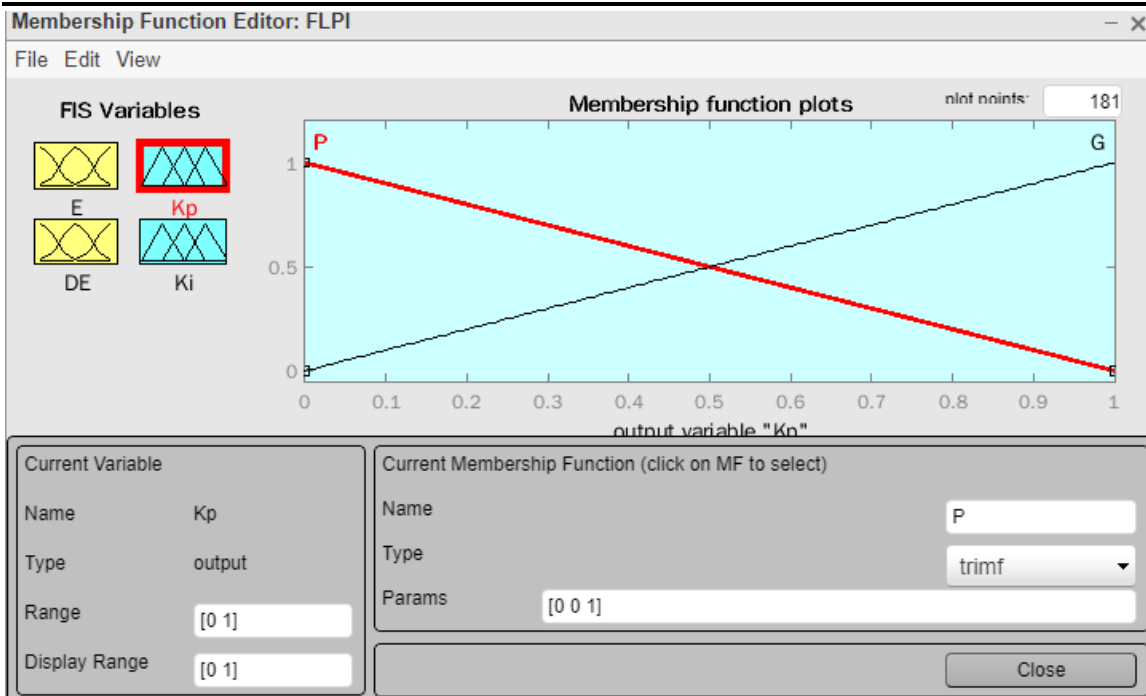 Membership Function Editor: FLPI
File Edit View
FIS Variables
E
Kp
DE
Ki
Membership function plots
plot points:
181
P
G
1
0.5
0
0 0.1 0.2 0.3 0.4 0.5 0.6 0.7 0.8 0.9 1
output variable "Kp"
Current Variable
Name Kp
Type output
Range [0 1]
Display Range [0 1]
Current Membership Function (click on MF to select)
Name P
Type trimf
Params [0 0 1]
Close